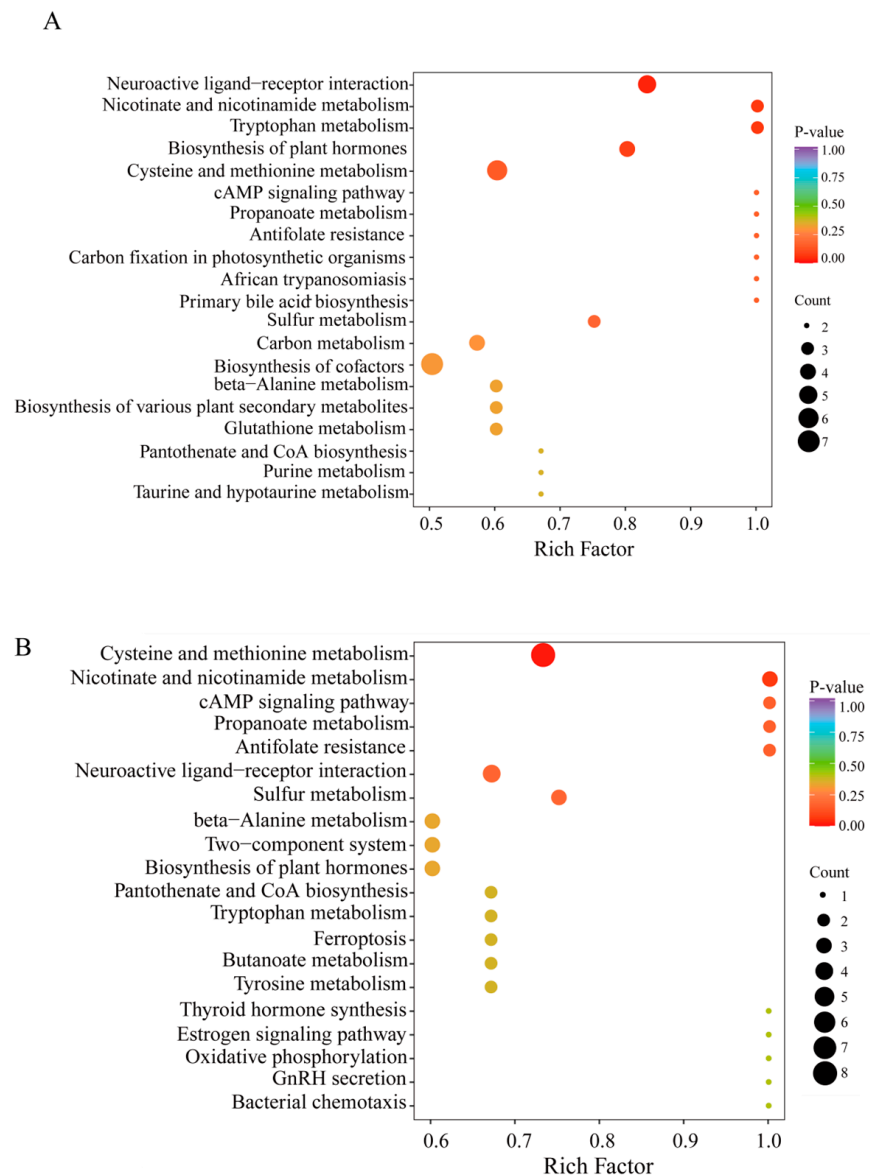 A
Neuroactive ligand−receptor interaction
Nicotinate and nicotinamide metabolism
Tryptophan metabolism
Biosynthesis of plant hormones
Cysteine and methionine metabolism
cAMP signaling pathway
Propanoate metabolism
Antifolate resistance
Carbon fixation in photosynthetic organisms
African trypanosomiasis
Primary bile acid biosynthesis
Sulfur metabolism
Carbon metabolism
Biosynthesis of cofactors
beta−Alanine metabolism
Biosynthesis of various plant secondary metabolites
Glutathione metabolism
Pantothenate and CoA biosynthesis
Purine metabolism
Taurine and hypotaurine metabolism
0.5 0.6 0.7 0.8 0.9 1.0
Rich Factor
P-value
1.00
0.75
0.50
0.25
0.00
Count
2
3
4
5
6
7
B
Cysteine and methionine metabolism
Nicotinate and nicotinamide metabolism
cAMP signaling pathway
Propanoate metabolism
Antifolate resistance
Neuroactive ligand−receptor interaction
Sulfur metabolism
beta−Alanine metabolism
Two−component system
Biosynthesis of plant hormones
Pantothenate and CoA biosynthesis
Tryptophan metabolism
Ferroptosis
Butanoate metabolism
Tyrosine metabolism
Thyroid hormone synthesis
Estrogen signaling pathway
Oxidative phosphorylation
GnRH secretion
Bacterial chemotaxis
0.6 0.7 0.8 0.9 1.0
Rich Factor
P-value
1.00
0.75
0.50
0.25
0.00
Count
1
2
3
4
5
6
7
8